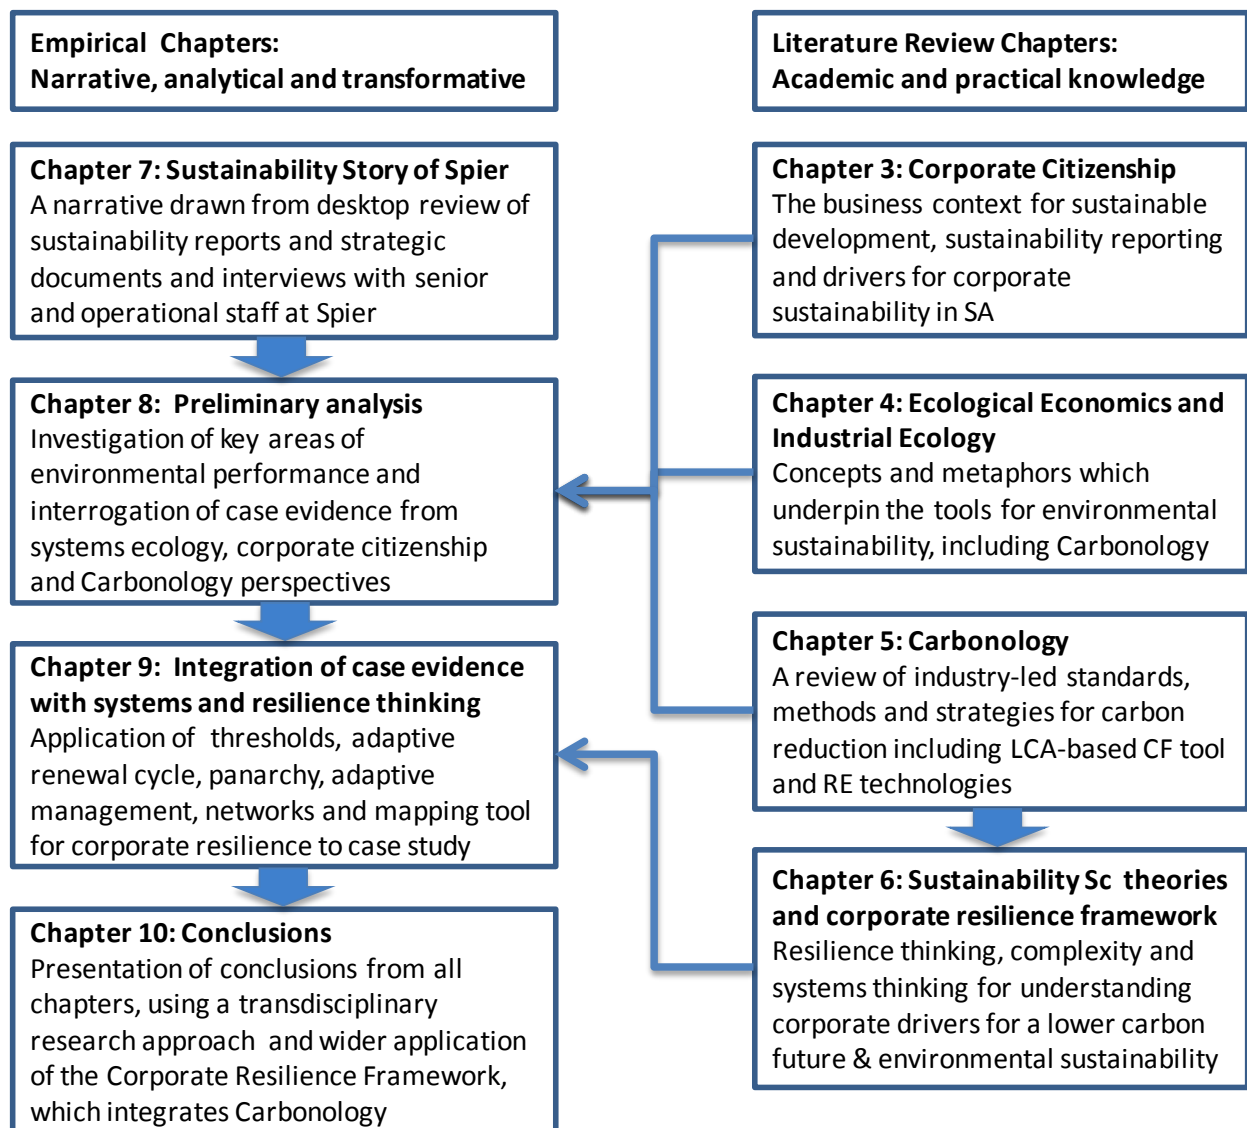 Empirical Chapters:
Narrative, analytical and transformative
Chapter 7: Sustainability Story of Spier
A narrative drawn from desktop review of
sustainability reports and strategic
documents and interviews with senior
and operational staff at Spier
Chapter 8: Preliminary analysis
Investigation of key areas of
environmental performance and
interrogation of case evidence from
systems ecology, corporate citizenship
and Carbonology perspectives
Chapter 9: Integration of case evidence
with systems and resilience thinking
Application of thresholds, adaptive
renewal cycle, panarchy, adaptive
management, networks and mapping tool
for corporate resilience to case study
Chapter 10: Conclusions
Presentation of conclusions from all
chapters, using a transdisciplinary
research approach and wider application
of the Corporate Resilience Framework,
which integrates Carbonology
Literature Review Chapters:
Academic and practical knowledge
Chapter 3: Corporate Citizenship
The business context for sustainable
development, sustainability reporting
and drivers for corporate
sustainability in SA
Chapter 4: Ecological Economics and
Industrial Ecology
Concepts and metaphors which
underpin the tools for environmental
sustainability, including Carbonology
Chapter 5: Carbonology
A review of industry-led standards,
methods and strategies for carbon
reduction including LCA-based CF tool
and RE technologies
Chapter 6: Sustainability Sc theories
and corporate resilience framework
Resilience thinking, complexity and
systems thinking for understanding
corporate drivers for a lower carbon
future & environmental sustainability